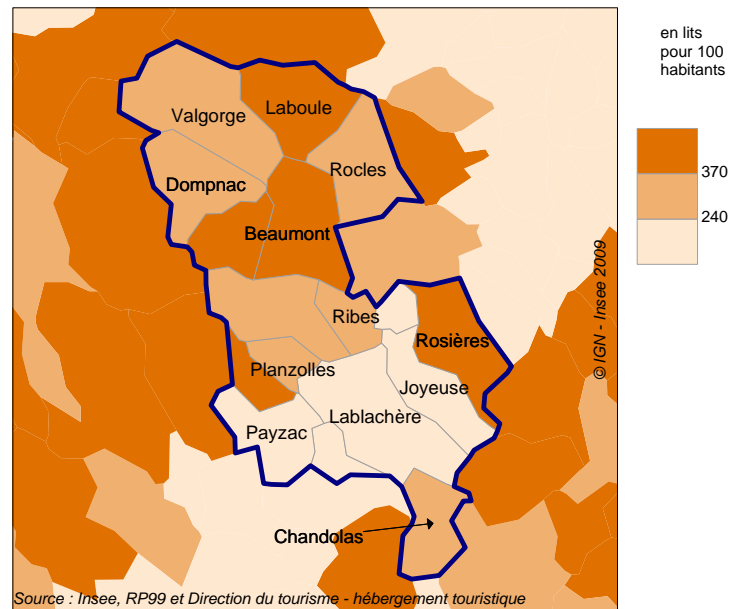 en lits
pour 100
habitants
370
240
Valgorge
Laboule
Rocles
Dompnac
Beaumont
Ribes
Rosières
Planzolles
Joyeuse
Lablachère
Payzac
Chandolas
© IGN - Insee 2009
Source : Insee, RP99 et Direction du tourisme - hébergement touristique